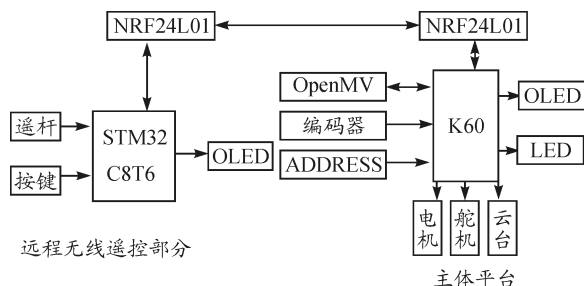 NRF24L01
NRF24L01
遥杆
按键
STM32
C8T6
OLED
远程无线遥控部分
OpenMV
编码器
ADDRESS
K60
OLED
LED
电机
舵机
云台
主体平台